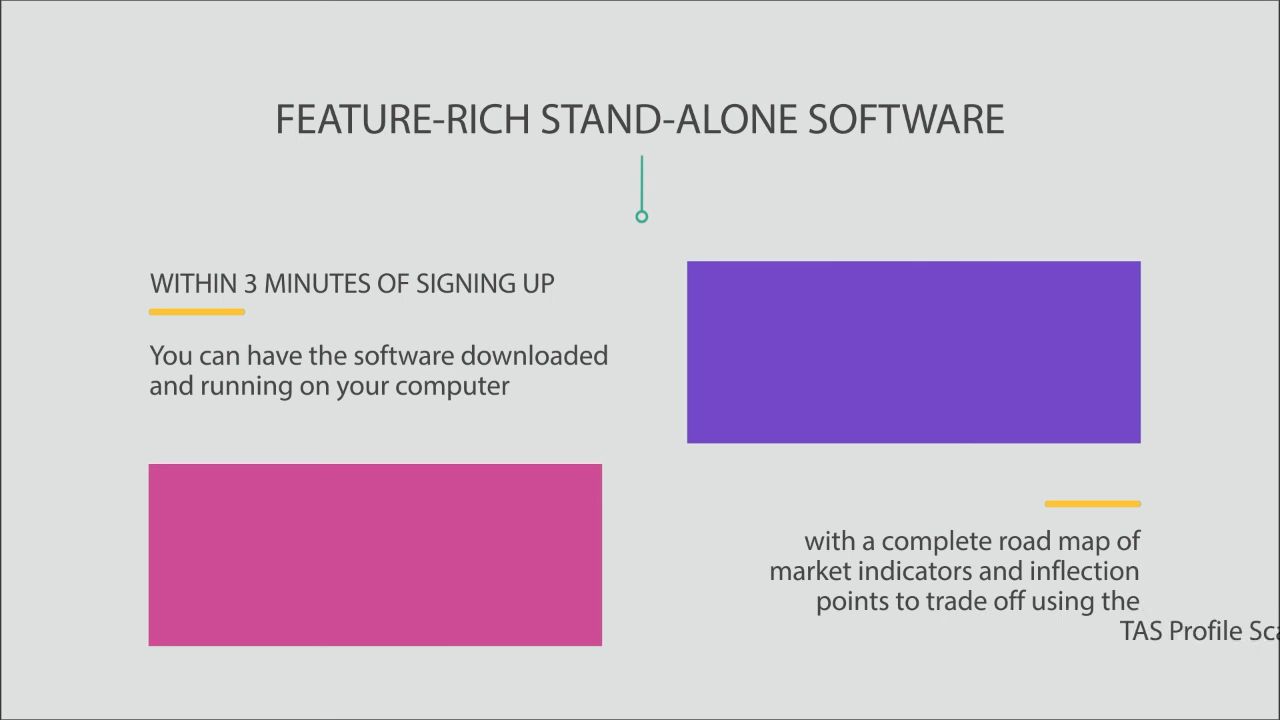 FEATURE-RICH STAND-ALONE SOFTWARE
WITHIN 3 MINUTES OF SIGNING UP
You can have the software downloaded
and running on your computer
with a complete road map of
market indicators and inflection
points to trade off using the
TAS Profile